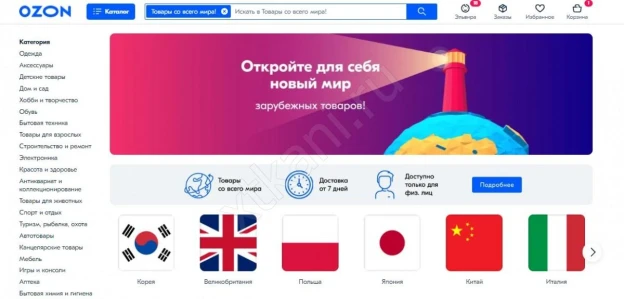 OZON
Каталог
Товары со всего мира!
Искать в Товары со всего мира!
38
1
Эльвира
Заказы
Избранное
Корзина
Категория
Одежда
Аксессуары
Детские товары
Дом и сад
Хобби и творчество
Обувь
Бытовая техника
Товары для взрослых
Строительство и ремонт
Электроника
Красота и здоровье
Антиквариат и
коллекционирование
Товары для животных
Спорт и отдых
Туризм, рыбалка, охота
Автотовары
Канцелярские товары
Мебель
Игры и консоли
Аптека
Бытовая химия и гигиена
Откройте для себя
новый мир
зарубежных товаров!
Товары
со всего мира
Доставка
от 7 дней
Доступно
только для
физ. лиц
Подробнее
Корея
Великобритания
Польша
Япония
Китай
Италия